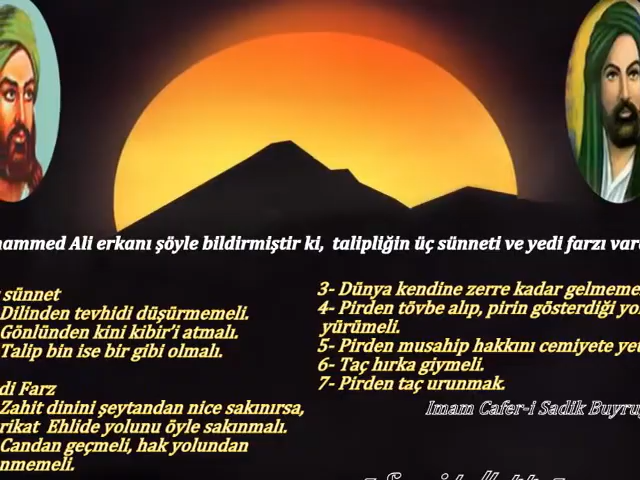 ammed Ali erkanı şöyle bildirmiştir ki, talipliğin üç sünneti ve yedi farzı var
sünnet
Dilinden tevhidi düşürmemeli.
Gönlünden kini kibir'i atmalı.
Talip bin ise bir gibi olmalı.
di Farz
Zahit dinini şeytandan nice sakınırsa,
rikat Ehlide yolunu öyle sakınmalı.
Candan geçmeli, hak yolundan
nmemeli.
3- Dünya kendine zerre kadar gelmeme
4- Pirden tövbe alıp, pirin gösterdiği yo
yürümeli.
5- Pirden musahip hakkını cemiyete yet
6- Taç hırka giymeli.
7- Pirden taç urunmak.
Imam Cafer-i Sadik Buyru